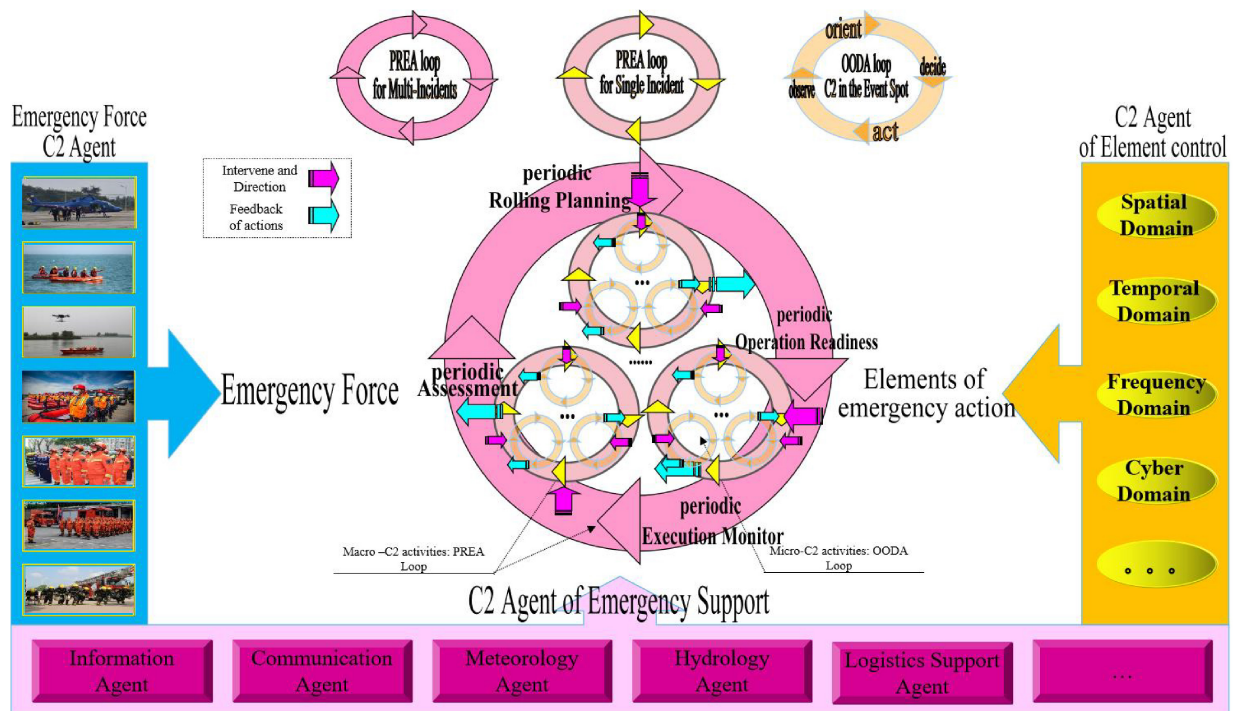 PREA loop
for Multi-Incidents
PREA loop
for Single Incident
orient
OODA loop
C2 in the Event Spot
decide
observe
act
Emergency Force
C2 Agent
C2 Agent
of Element control
Intervene and
Direction
Feedback
of actions
periodic
Rolling Planning
Spatial
Domain
Temporal
Domain
periodic
Operation Readiness
...
......
periodic
Assessment
Emergency Force
Elements of
emergency action
Frequency
Domain
...
...
Cyber
Domain
periodic
Execution Monitor
Macro –C2 activities: PREA
Loop
Micro-C2 activities: OODA
Loop
。。。
C2 Agent of Emergency Support
Information
Agent
Communication
Agent
Meteorology
Agent
Hydrology
Agent
Logistics Support
Agent
...